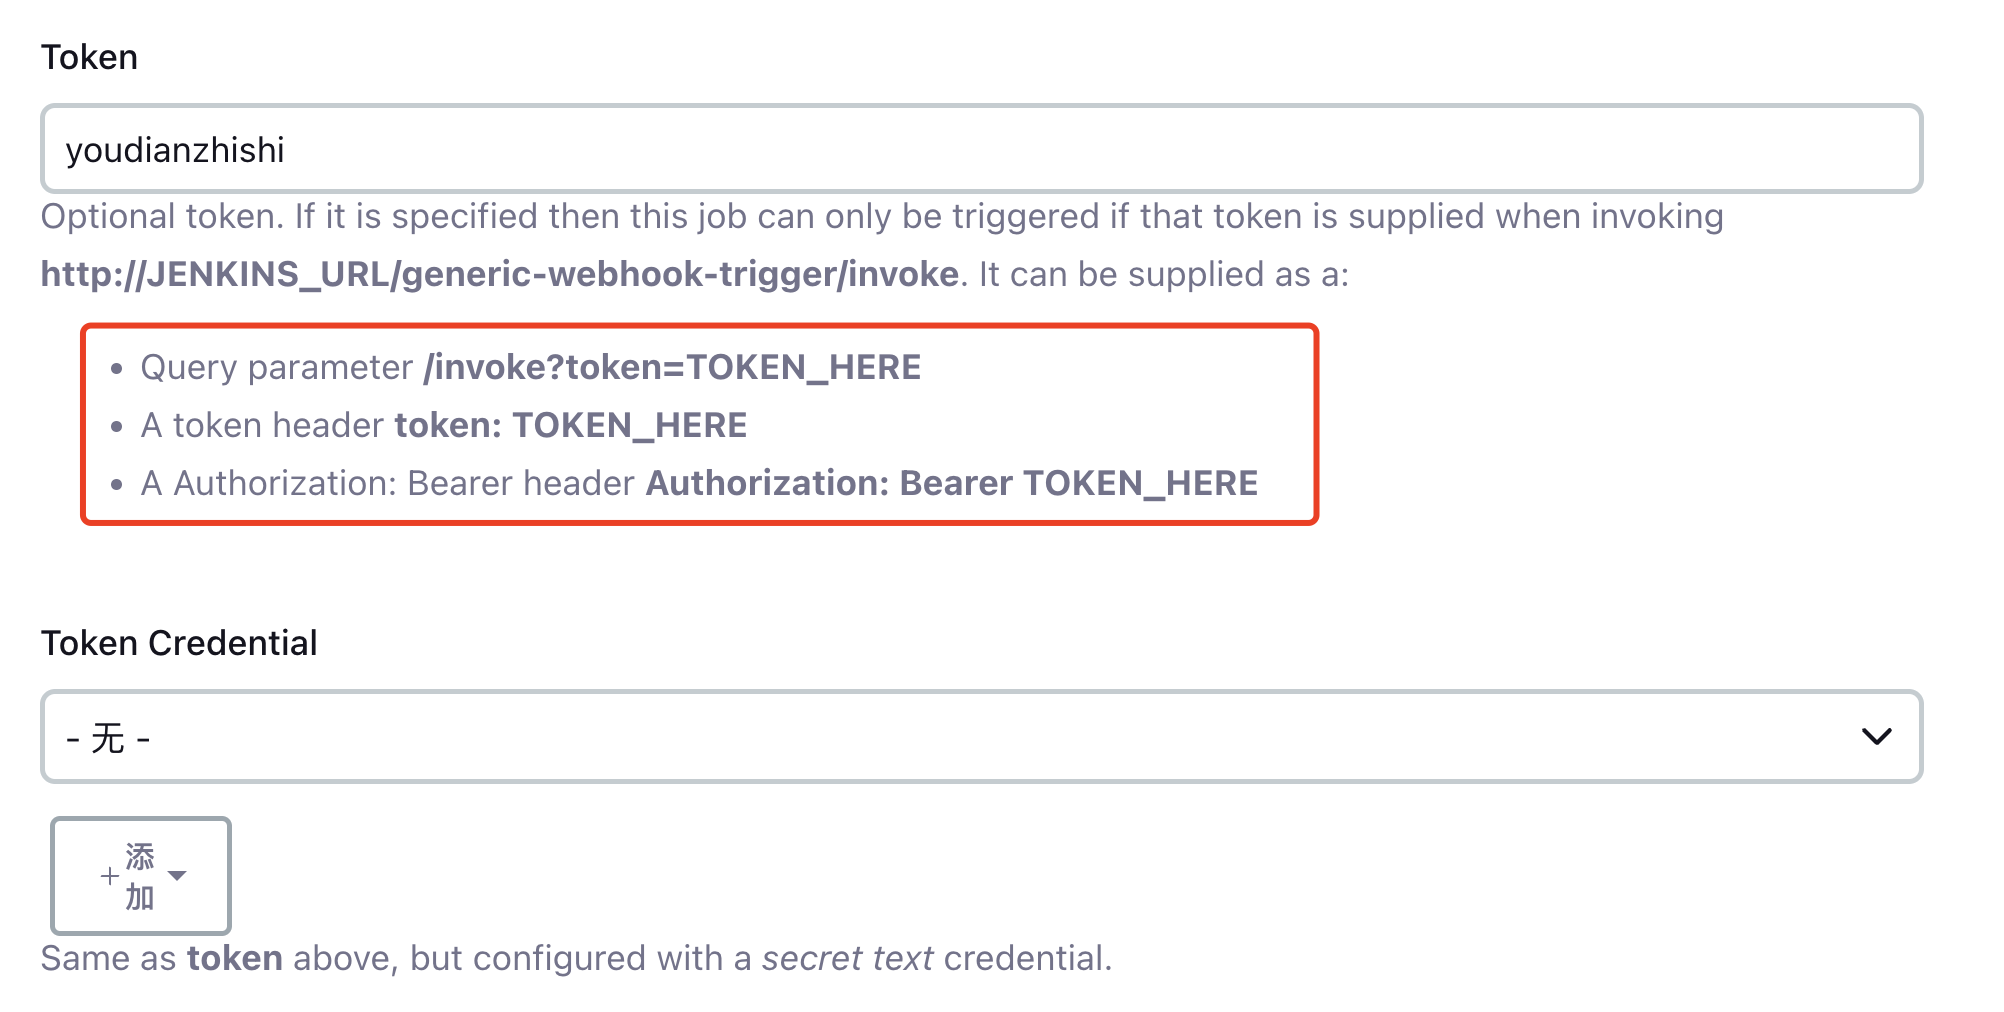 Token
youdianzhishi
Optional token. If it is specified then this job can only be triggered if that token is supplied when invoking
http://JENKINS_URL/generic-webhook-trigger/invoke. It can be supplied as a:
• Query parameter /invoke?token=TOKEN_HERE
• A token header token: TOKEN_HERE
• A Authorization: Bearer header Authorization: Bearer TOKEN_HERE
Token Credential
- 无 -
+ 添
加
Same as token above, but configured with a secret text credential.